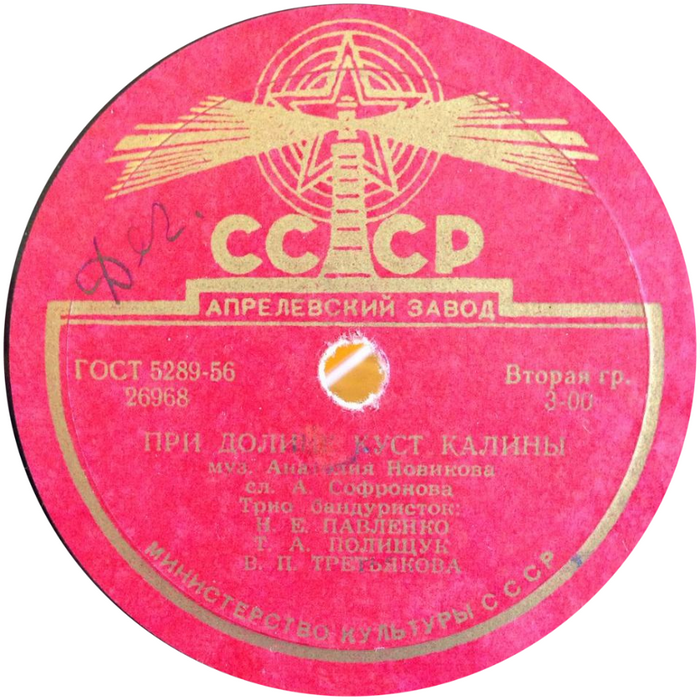 СССР
АПРЕЛЕВСКИЙ ЗАВОД
ГОСТ 5289-56
26968
Вторая гр.
3-00
ПРИ ДОЛИНЕ КУСТ КАЛИНЫ
муз. Анатолия Новикова
сл. А. Софронова
Трио бандуристок:
Н. Е. ПАВЛЕНКО
Т. А. ПОЛИЩУК
В. П. ТРЕТЬЯКОВА
МИНИСТЕРСТВО КУЛЬТУРЫ СССР